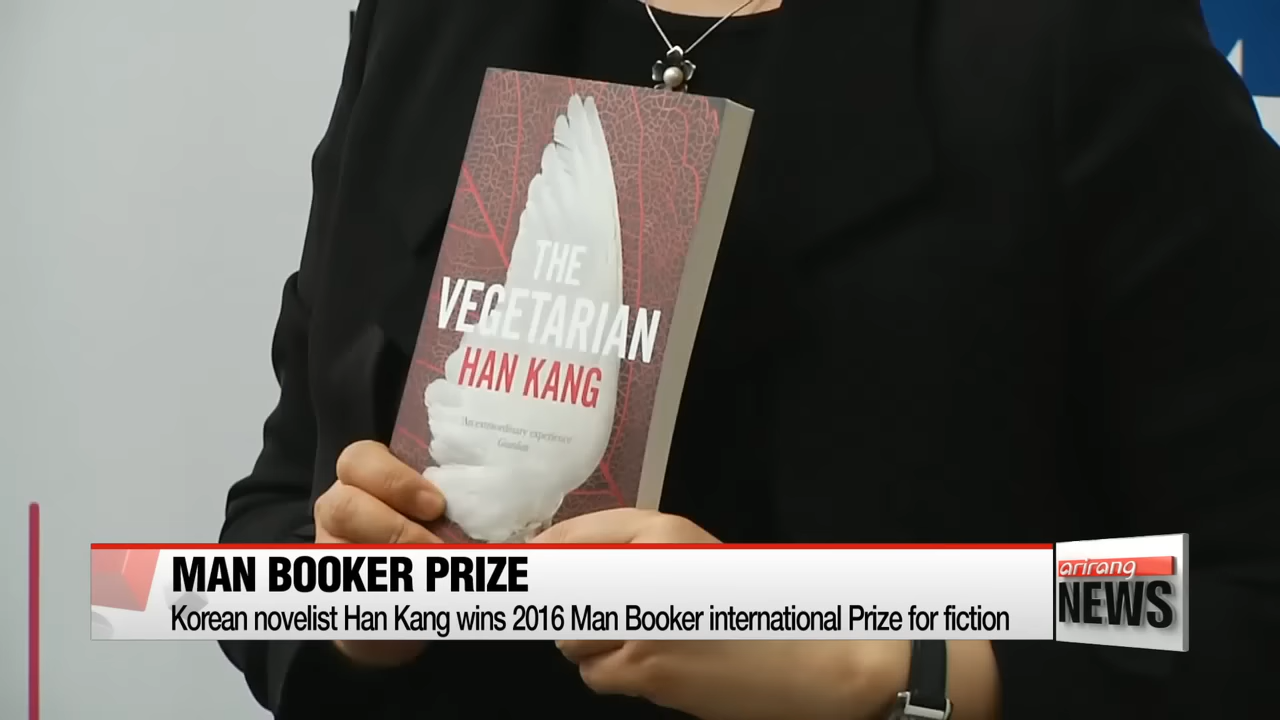 THE
VEGETARIAN
HAN KANG
'An extraordinary experience'
Guardian
MAN BOOKER PRIZE
Korean novelist Han Kang wins 2016 Man Booker international Prize for fiction
arirang
NEWS